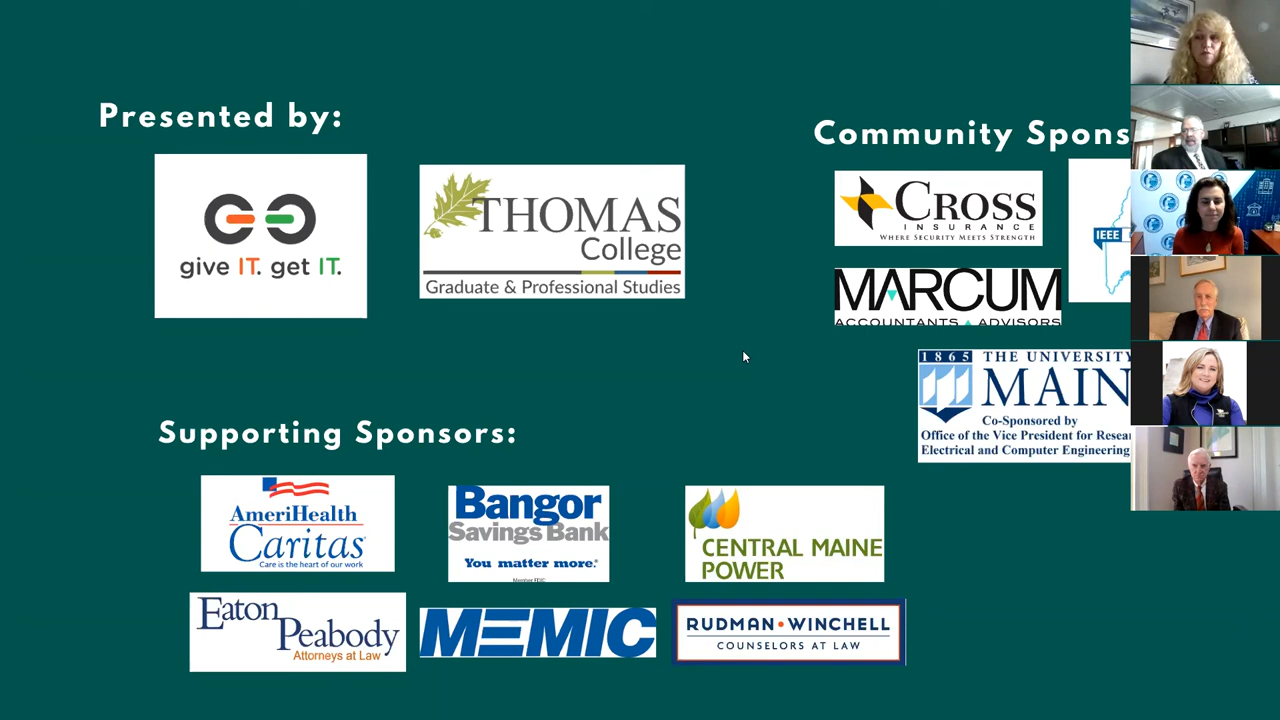 Presented by:
give IT. get IT.
THOMAS
College
Graduate & Professional Studies
Community Spons
CROSS
INSURANCE
WHERE SECURITY MEETS STRENGTH
IEEE
MARCUM
ACCOUNTANTS ADVISORS
1865 THE UNIVERSITY
MAIN
Co-Sponsored by
Office of the Vice President for Resear
Electrical and Computer Engineering
Supporting Sponsors:
AmeriHealth
Caritas
Care is the heart of our work
Bangor
Savings Bank
You matter more.®
Member FDIC
CENTRAL MAINE
POWER
Eaton
Peabody
Attorneys at Law
MEMIC
RUDMAN • WINCHELL
COUNSELORS AT LAW